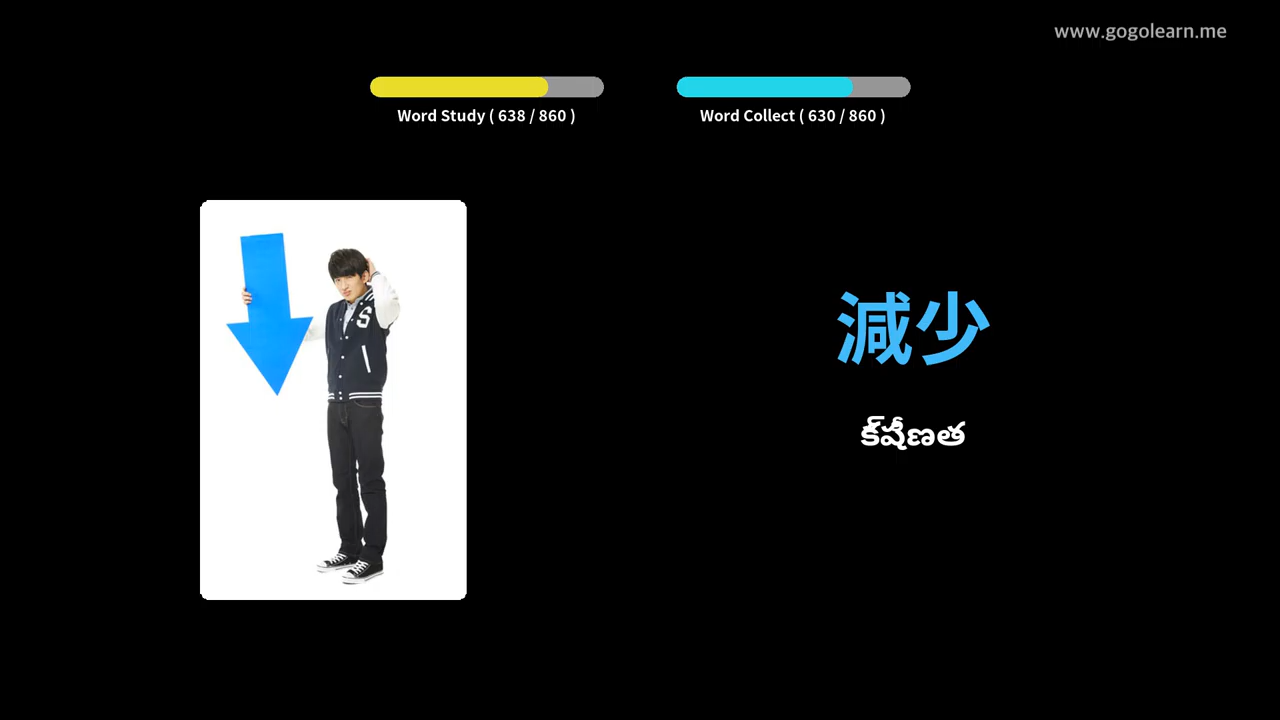 www.gogolearn.me
Word Study ( 638 / 860 )
Word Collect ( 630 / 860 )
S
減少
క్‌షీణత